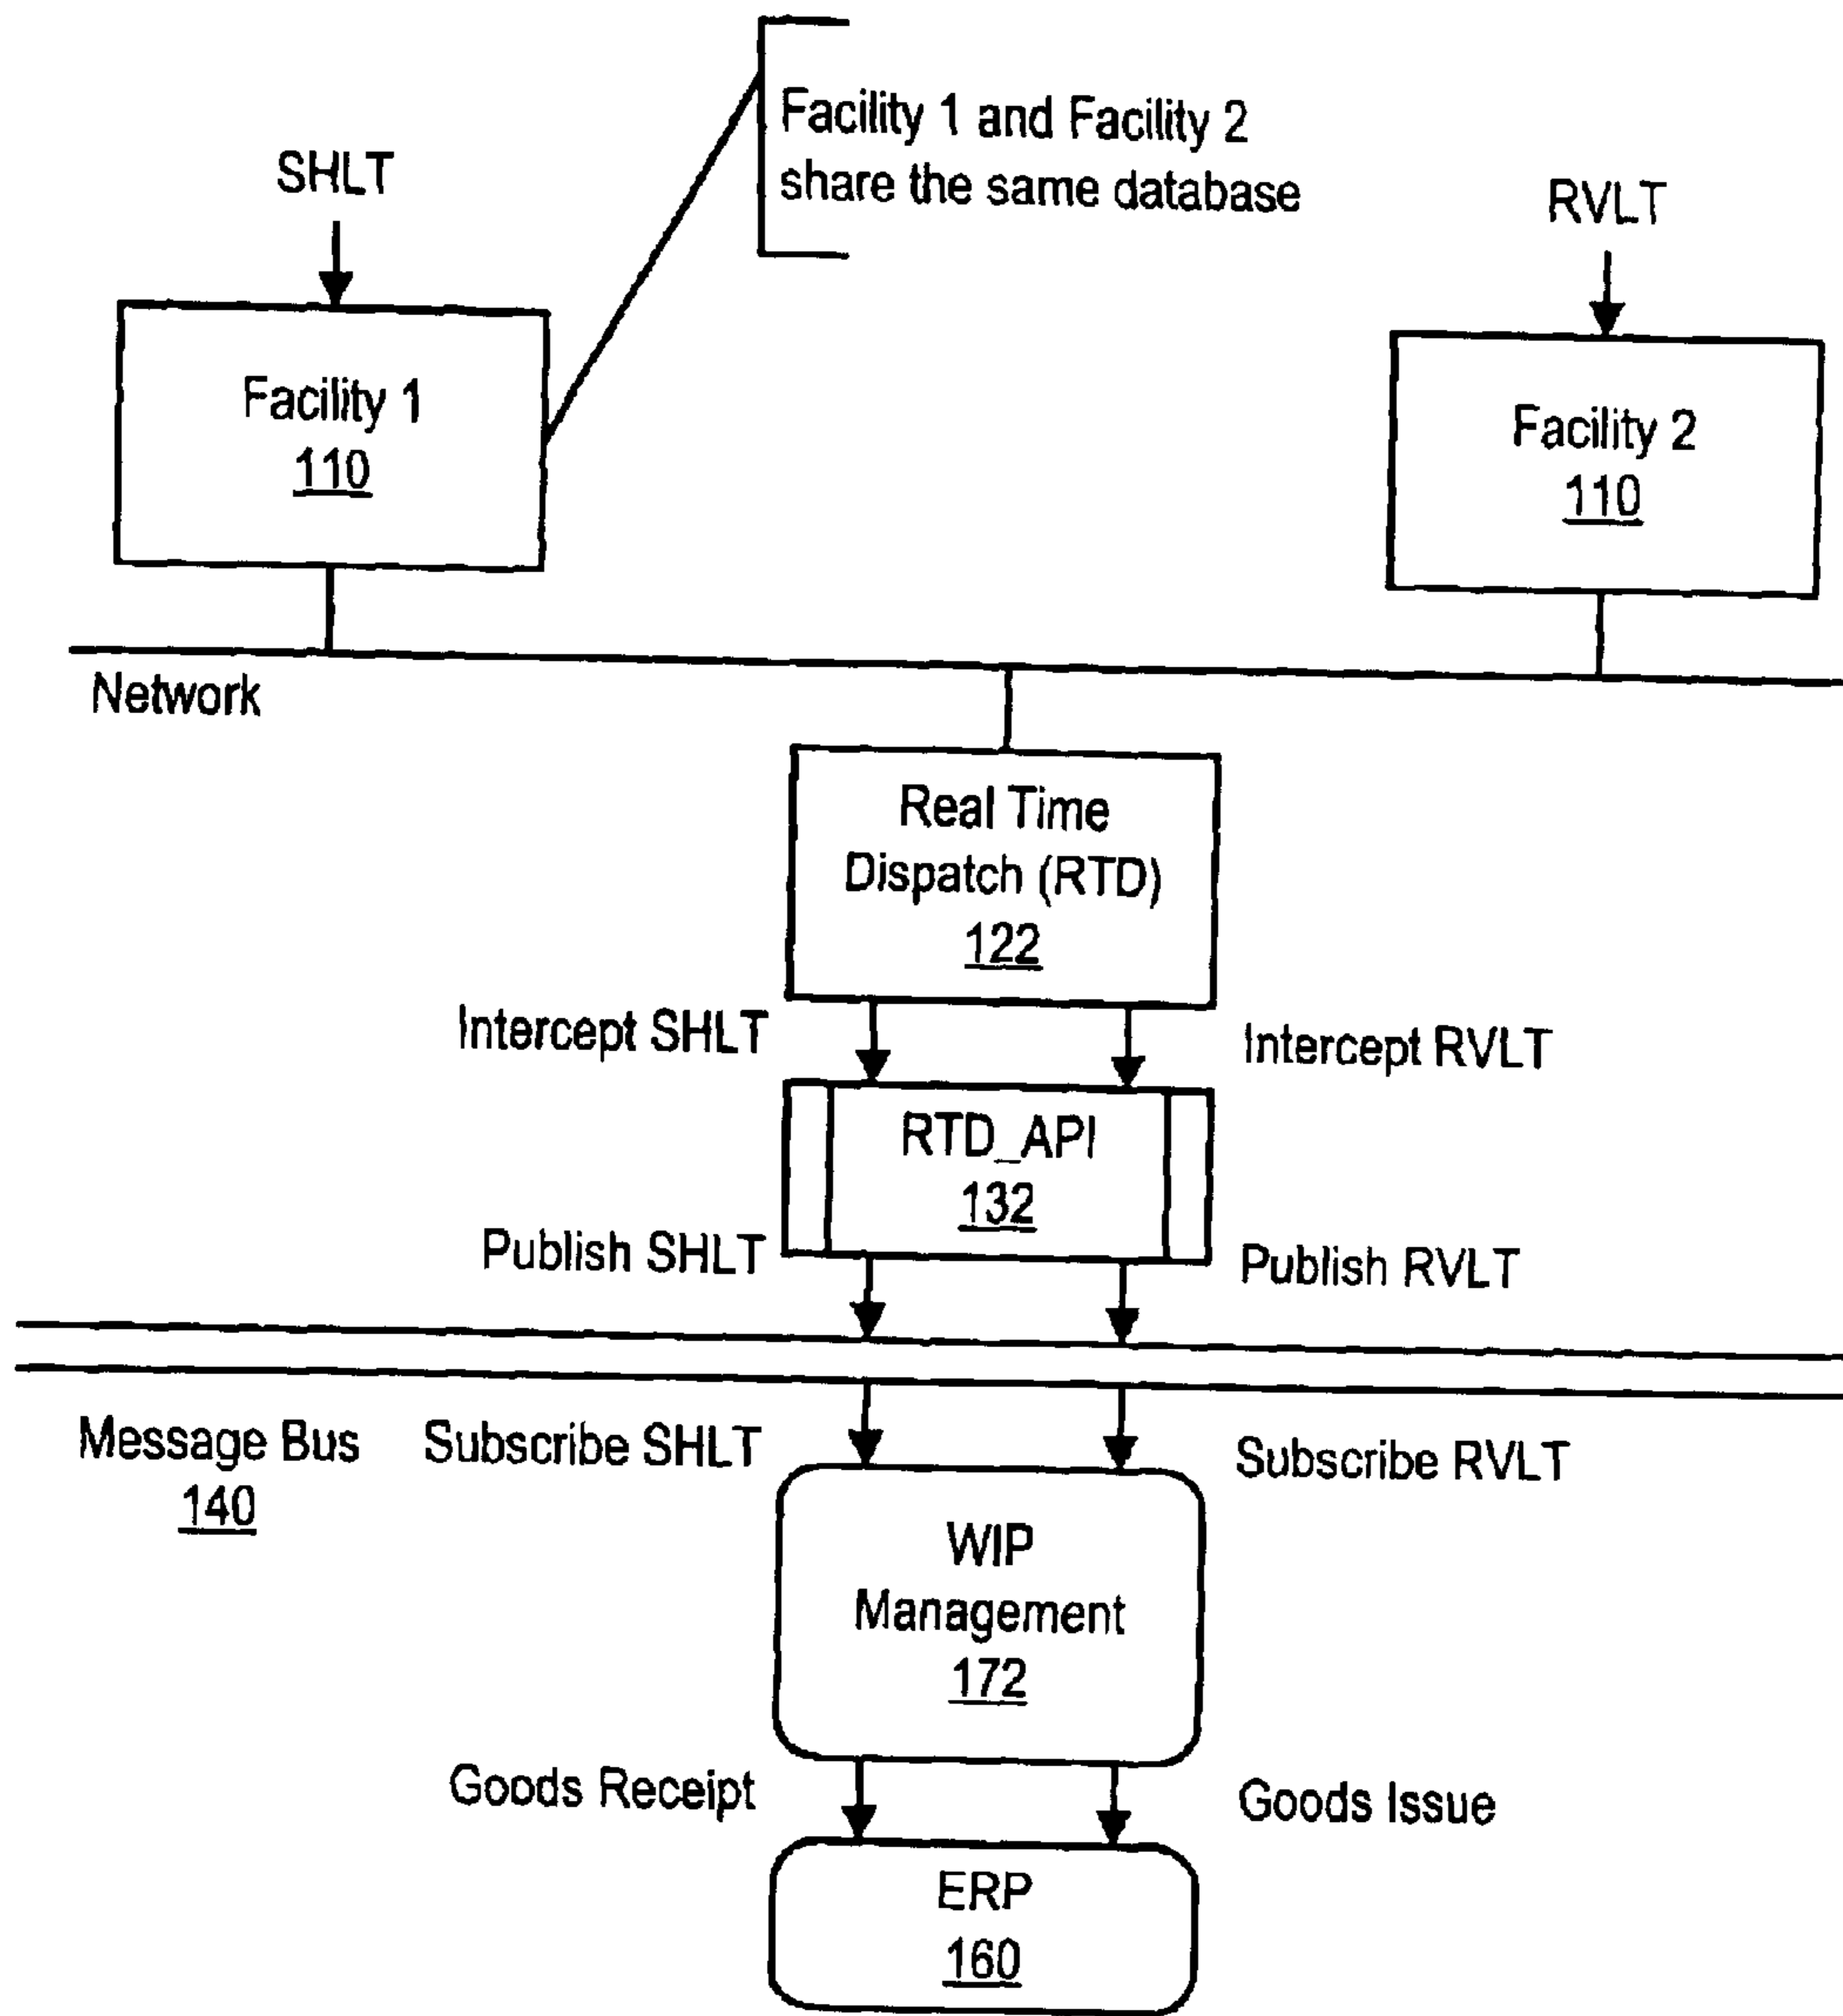 Facility 1 and Facility 2
share the same database
SHLT
RVLT
Facility 1
110
Facility 2
110
Network
Real Time
Dispatch (RTD)
122
Intercept SHLT
Intercept RVLT
RTD_API
132
Publish SHLT
Publish RVLT
Message Bus
140
Subscribe SHLT
Subscribe RVLT
WIP
Management
172
Goods Receipt
Goods Issue
ERP
160